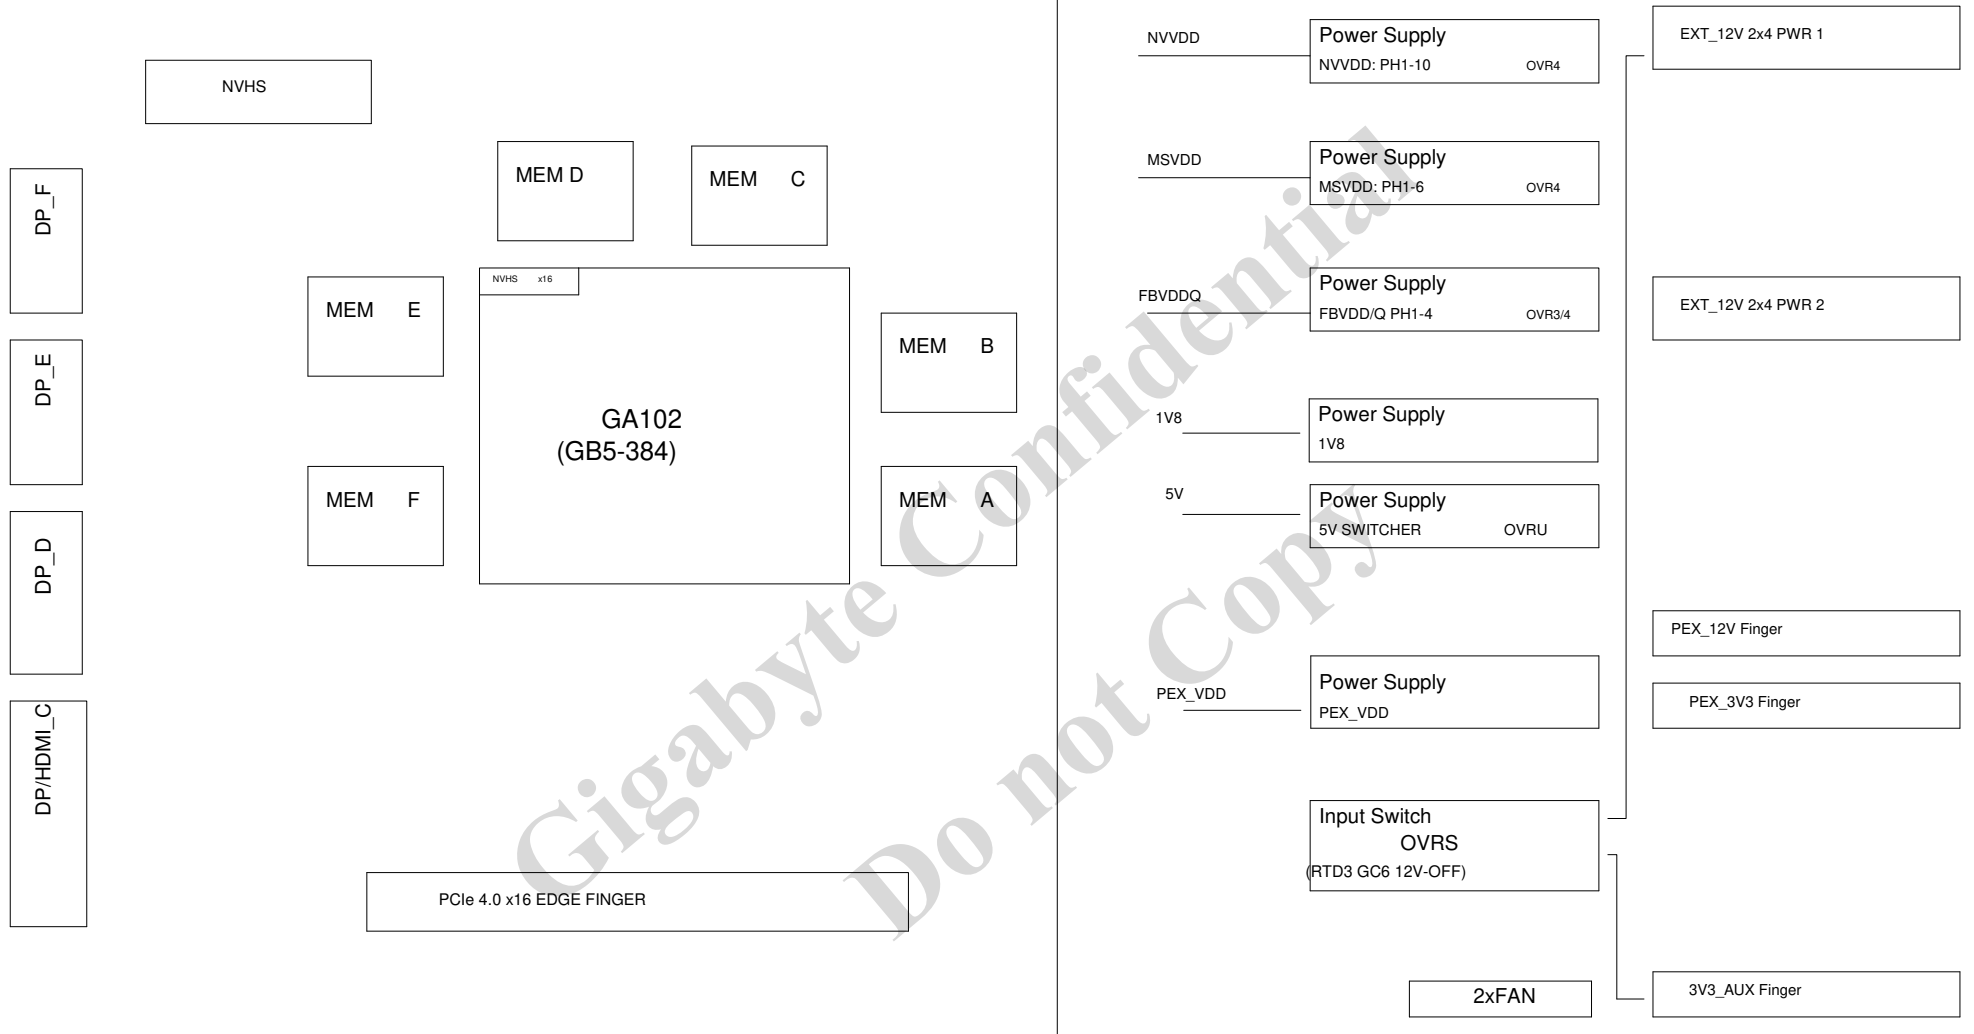 NVHS
DP_F
DP_E
DP_D
DP/HDMI_C
MEM D
MEM C
MEM E
MEM B
MEM F
MEM A
NVHS x16
GA102
(GB5-384)
PCIe 4.0 x16 EDGE FINGER
NVVDD
Power Supply
NVVDD: PH1-10 OVR4
MSVDD
Power Supply
MSVDD: PH1-6 OVR4
FBVDDQ
Power Supply
FBVDD/Q PH1-4 OVR3/4
1V8
Power Supply
1V8
5V
Power Supply
5V SWITCHER OVRU
PEX_VDD
Power Supply
PEX_VDD
Input Switch
OVRS
(RTD3 GC6 12V-OFF)
2xFAN
EXT_12V 2x4 PWR 1
EXT_12V 2x4 PWR 2
PEX_12V Finger
PEX_3V3 Finger
3V3_AUX Finger
Gigabyte Confidential
Do not Copy